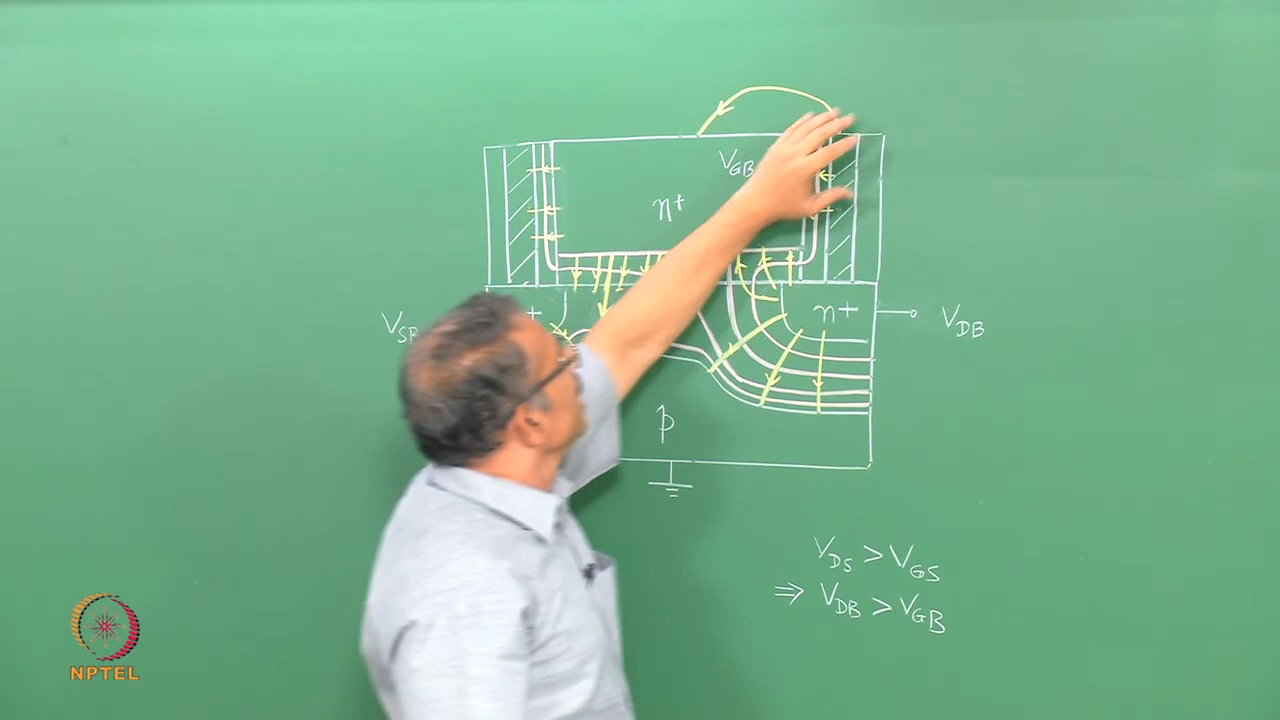 V_GB
n+
+
n+
V_DB
p
V_DS > V_GS
⇒ V_DB > V_GB
NPTEL